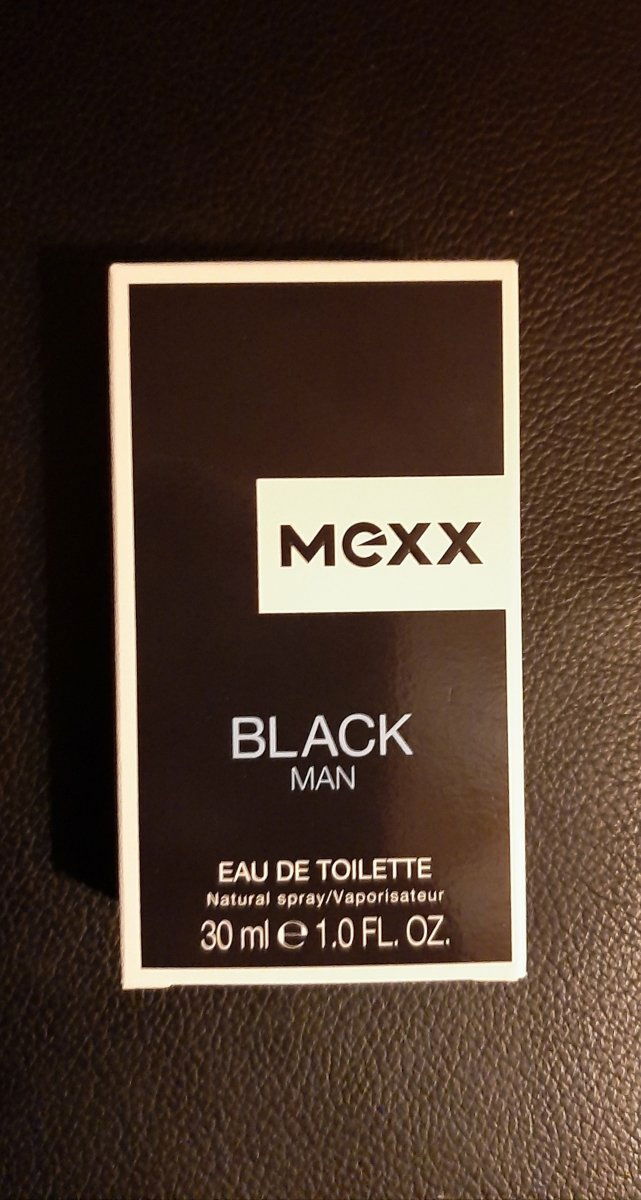 mexx
BLACK
MAN
EAU DE TOILETTE
Natural spray/Vaporisateur
30 ml ℮ 1.0 FL. OZ.